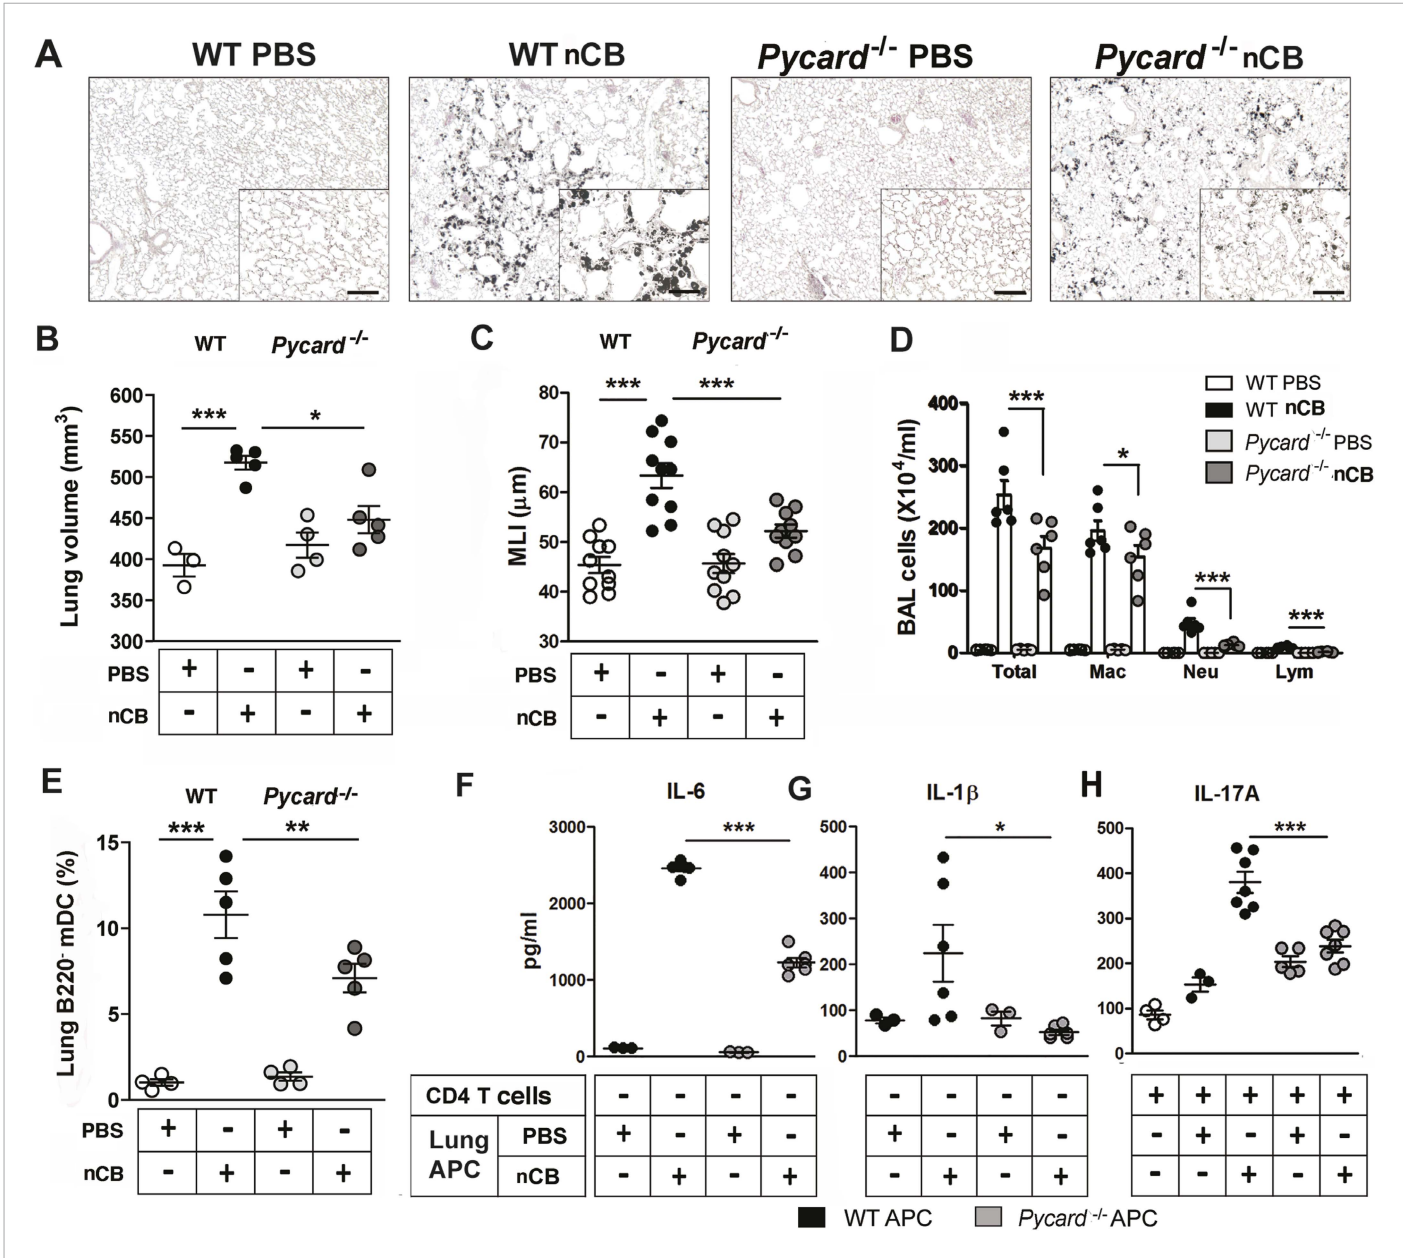 A
WT PBS
WT nCB
Pycard-/- PBS
Pycard-/- nCB
B
WT
Pycard-/-
Lung volume (mm3)
600
550
500
450
400
350
300
***
*
PBS + - + -
nCB - + - +
C
WT
Pycard-/-
MLI (μm)
80
70
60
50
40
30
***
***
PBS + - + -
nCB - + - +
D
WT PBS
WT nCB
Pycard-/- PBS
Pycard-/- nCB
BAL cells (X10⁴/ml)
400
300
200
100
0
***
*
***
***
Total Mac Neu Lym
E
WT
Pycard-/-
Lung B220- mDC (%)
15
10
5
0
***
**
PBS + - + -
nCB - + - +
F
IL-6
pg/ml
3000
2000
1000
0
***
G
IL-1β
500
400
300
200
100
0
*
H
IL-17A
500
400
300
200
100
0
***
CD4 T cells - - - - - - - - + + + + +
Lung APC
PBS + - + - + - + - - + - + -
nCB - + - + - + - + - - + - +
WT APC
Pycard-/- APC